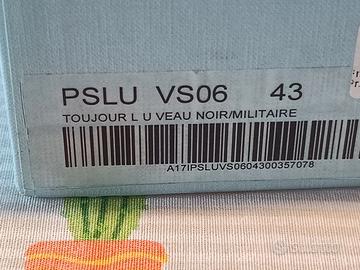 PSLU VS06 43
TOUJOUR L U VEAU NOIR/MILITAIRE
A17IPSLUVS0604300357078